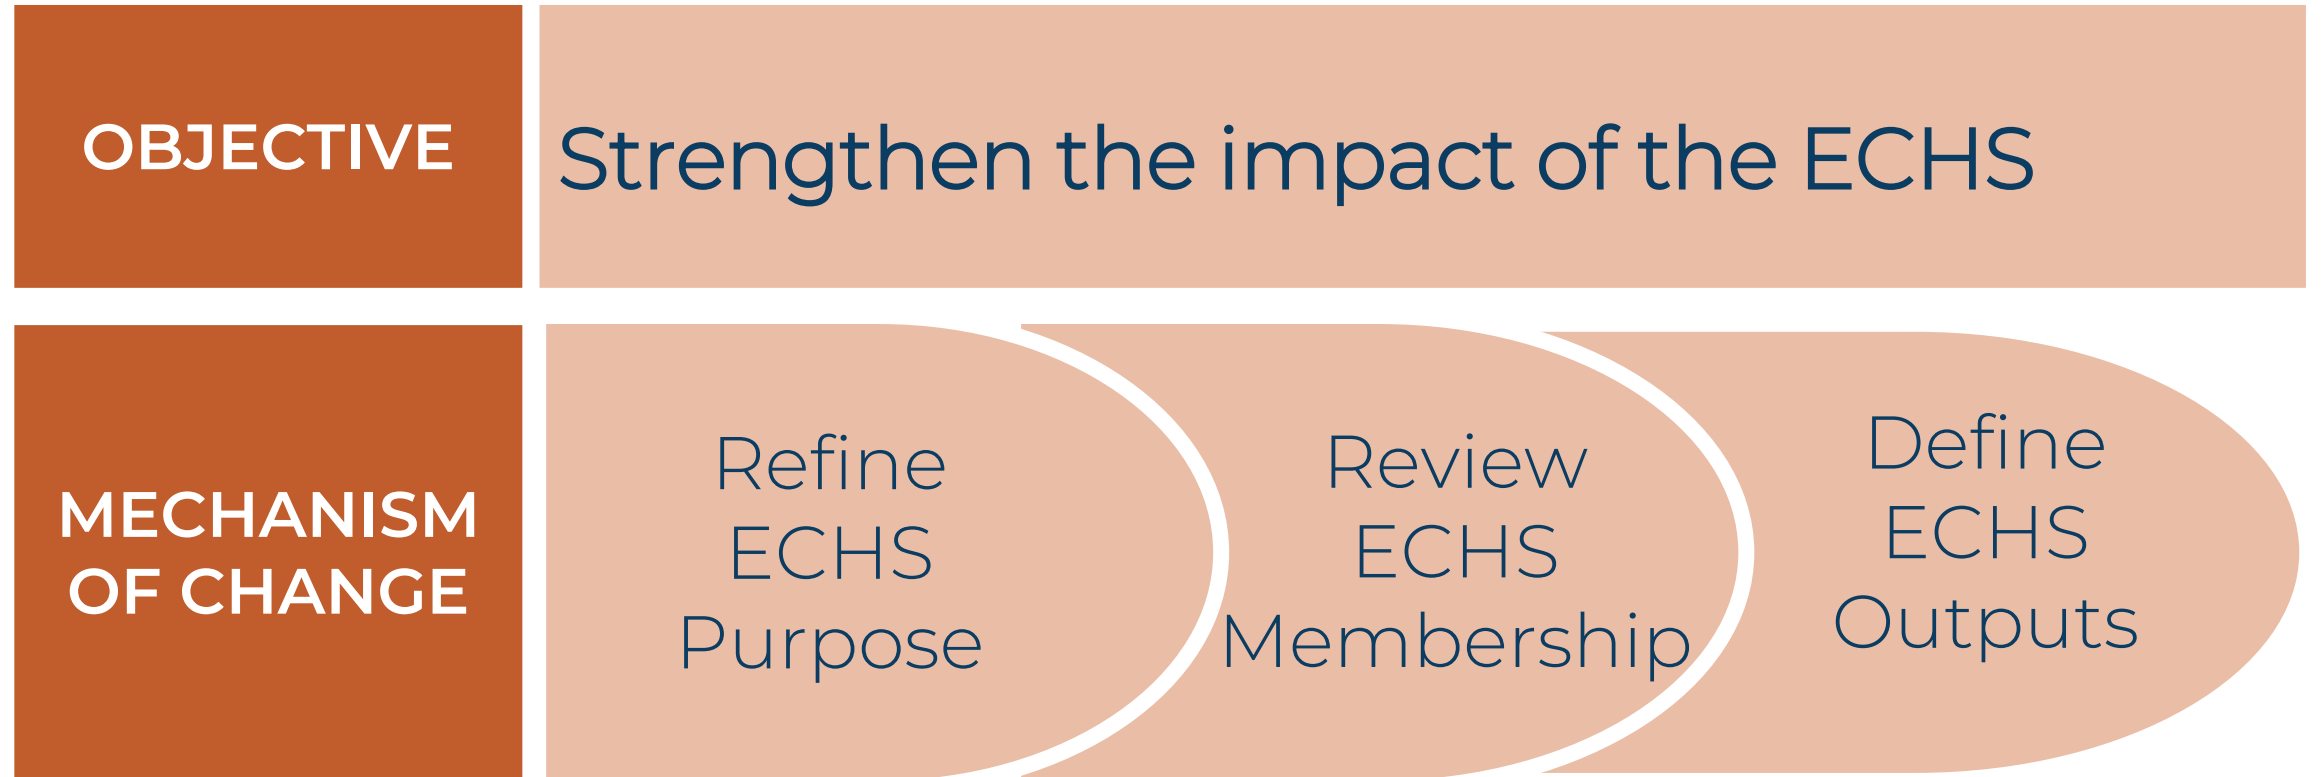 OBJECTIVE
Strengthen the impact of the ECHS
MECHANISM
OF CHANGE
Refine
ECHS
Purpose
Review
ECHS
Membership
Define
ECHS
Outputs